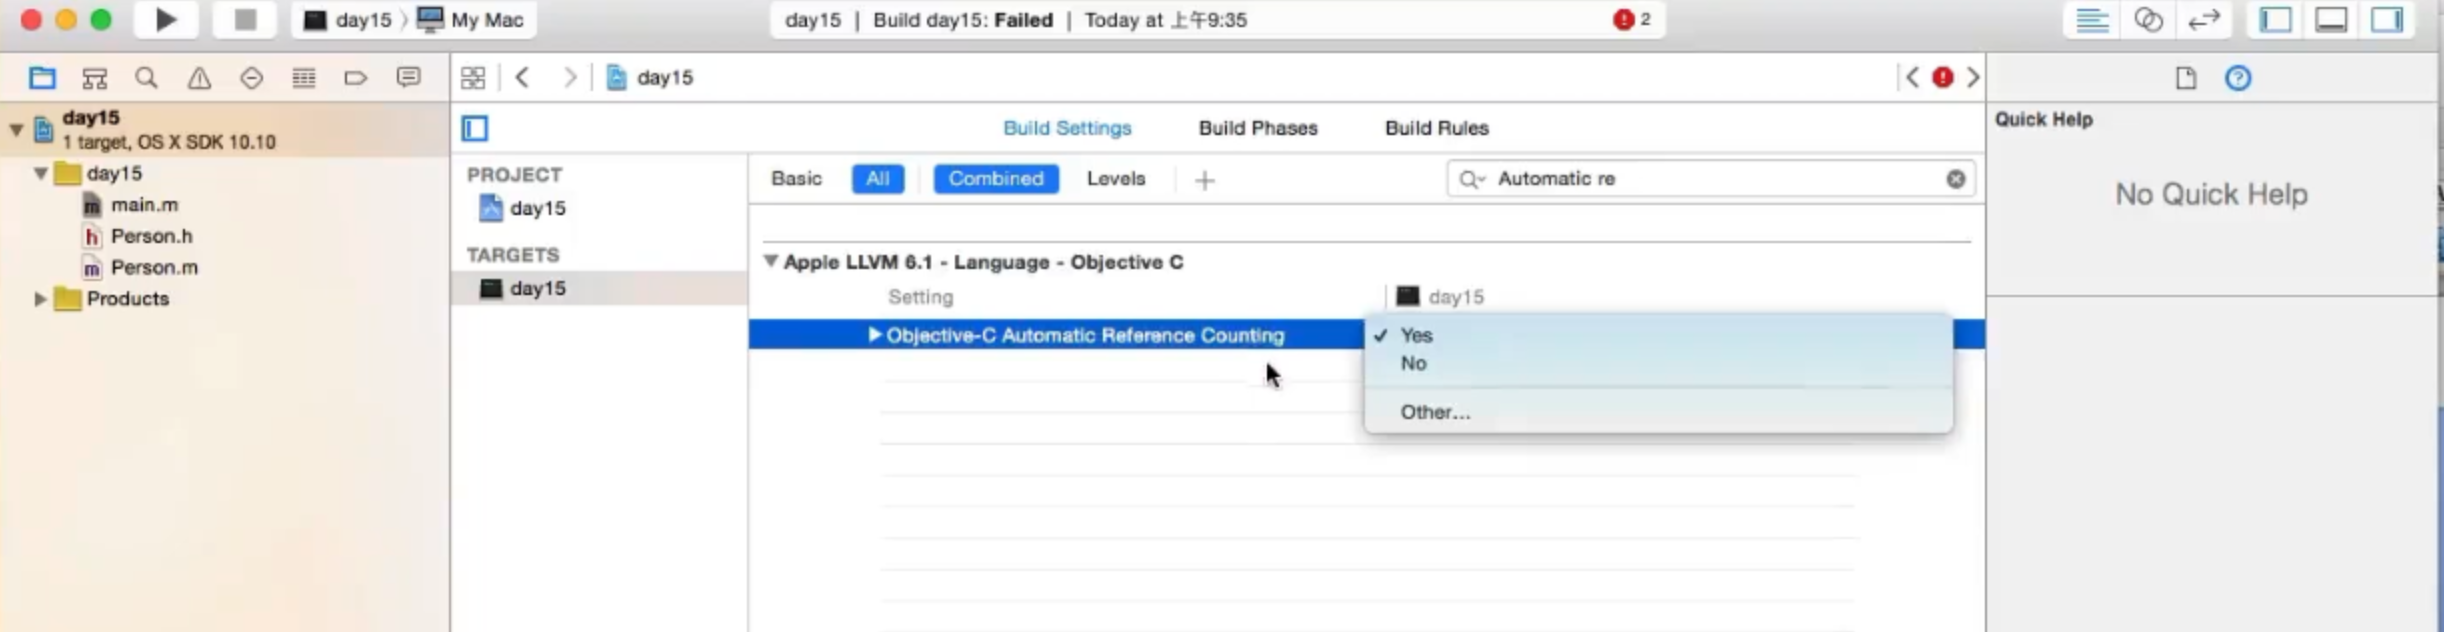 day15 〉 My Mac
day15 | Build day15: Failed | Today at 上午9:35
2
day15
1 target, OS X SDK 10.10
day15
main.m
Person.h
Person.m
Products
day15
Build Settings Build Phases Build Rules
PROJECT
day15
TARGETS
day15
Basic All Combined Levels + Automatic re
Apple LLVM 6.1 - Language - Objective C
Setting day15
Objective-C Automatic Reference Counting
Yes
No
Other...
Quick Help
No Quick Help